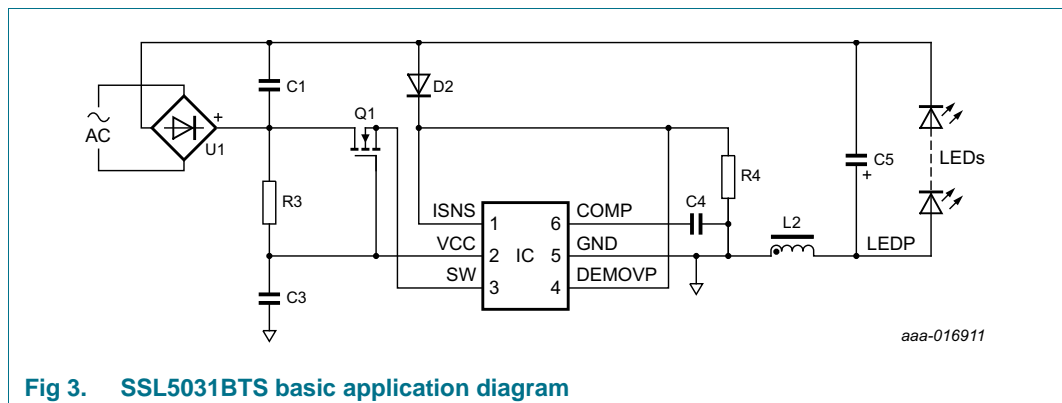 C1
D2
Q1
+
AC
U1
C5
+
LEDs
R4
R3
C4
ISNS
COMP
1
6
L2
VCC
GND
2
IC
5
LEDP
SW
DEMOVP
3
4
C3
aaa-016911
Fig 3. SSL5031BTS basic application diagram